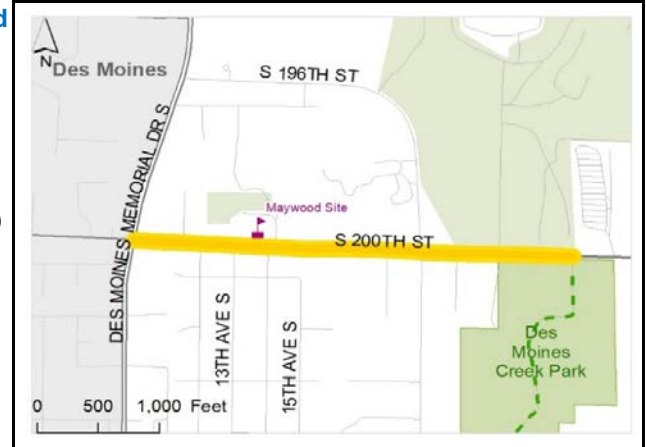 d
N
Des Moines
S 196TH ST
DES MOINES MEMORIAL DR S
Maywood Site
S 200TH ST
13TH AVE S
15TH AVE S
Des
Moines
Creek Park
0 500 1,000 Feet
)